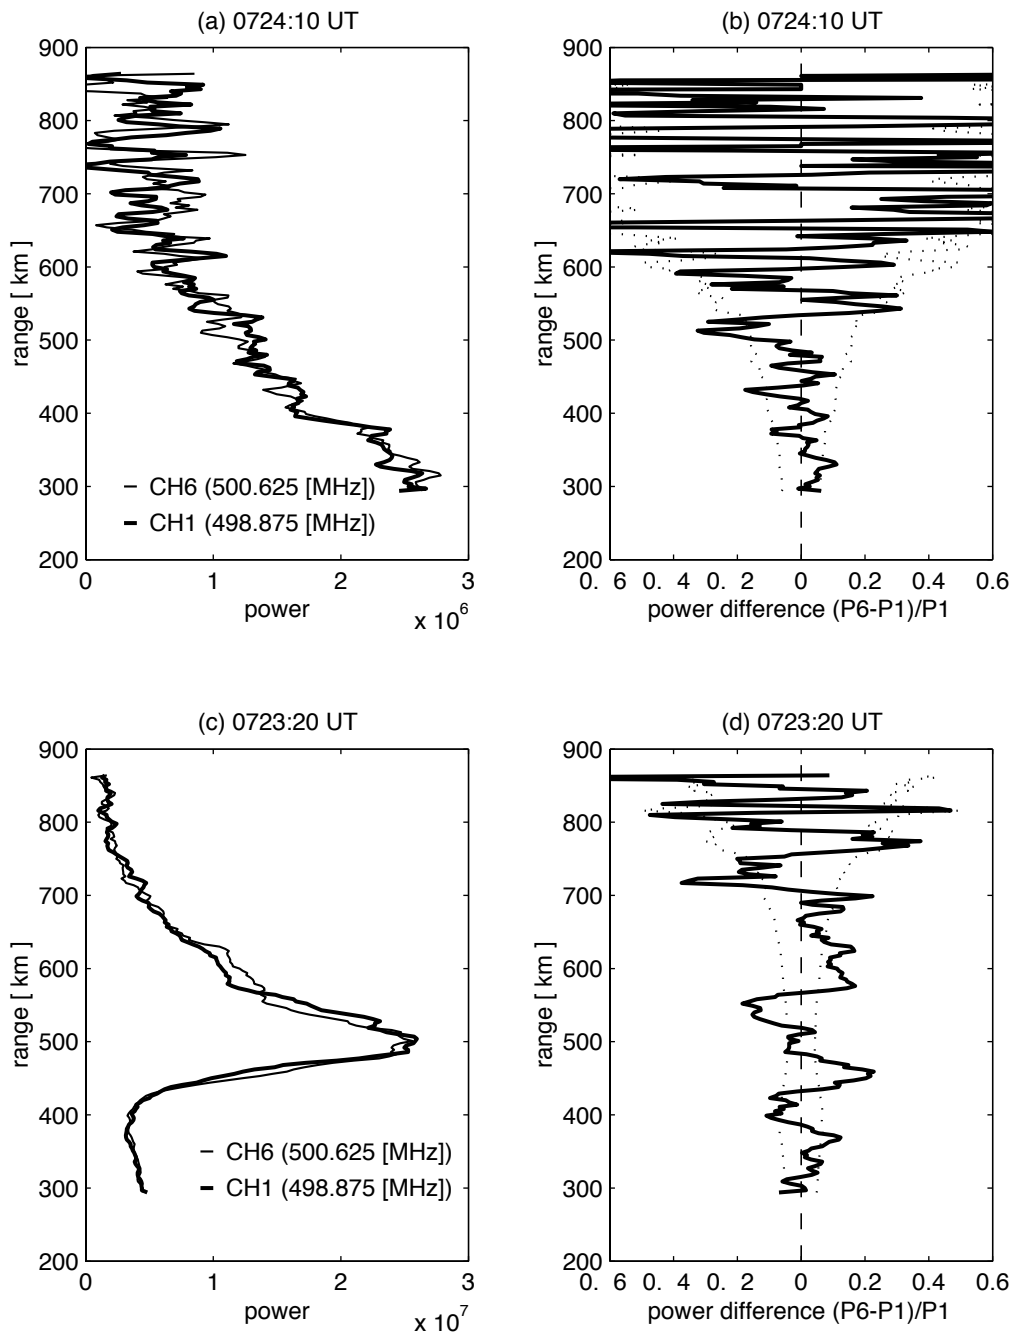 (a) 0724:10 UT
900
800
700
600
500
400
300
200
range [ km ]
CH6 (500.625 [MHz])
CH1 (498.875 [MHz])
0 1 2 3
power
x 10^6
(b) 0724:10 UT
900
800
700
600
500
400
300
200
range [ km ]
0. 6 0. 4 0. 2 0 0.2 0.4 0.6
power difference (P6-P1)/P1
(c) 0723:20 UT
900
800
700
600
500
400
300
200
range [ km ]
CH6 (500.625 [MHz])
CH1 (498.875 [MHz])
0 1 2 3
power
x 10^7
(d) 0723:20 UT
900
800
700
600
500
400
300
200
range [ km ]
0. 6 0. 4 0. 2 0 0.2 0.4 0.6
power difference (P6-P1)/P1